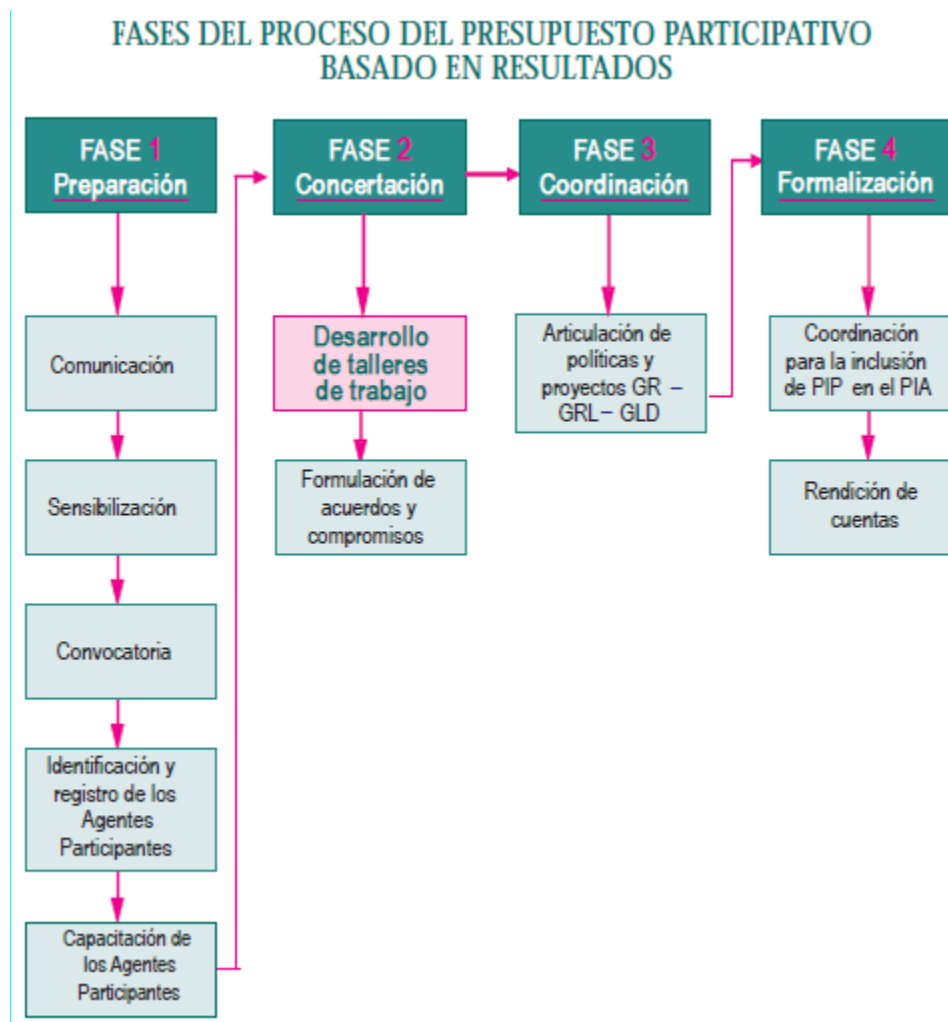 FASES DEL PROCESO DEL PRESUPUESTO PARTICIPATIVO
BASADO EN RESULTADOS
FASE 1
Preparación
Comunicación
Sensibilización
Convocatoria
Identificación y
registro de los
Agentes
Participantes
Capacitación de
los Agentes
Participantes
FASE 2
Concertación
Desarrollo
de talleres
de trabajo
Formulación de
acuerdos y
compromisos
FASE 3
Coordinación
Articulación de
políticas y
proyectos GR –
GRL– GLD
FASE 4
Formalización
Coordinación
para la inclusión
de PIP en el PIA
Rendición de
cuentas